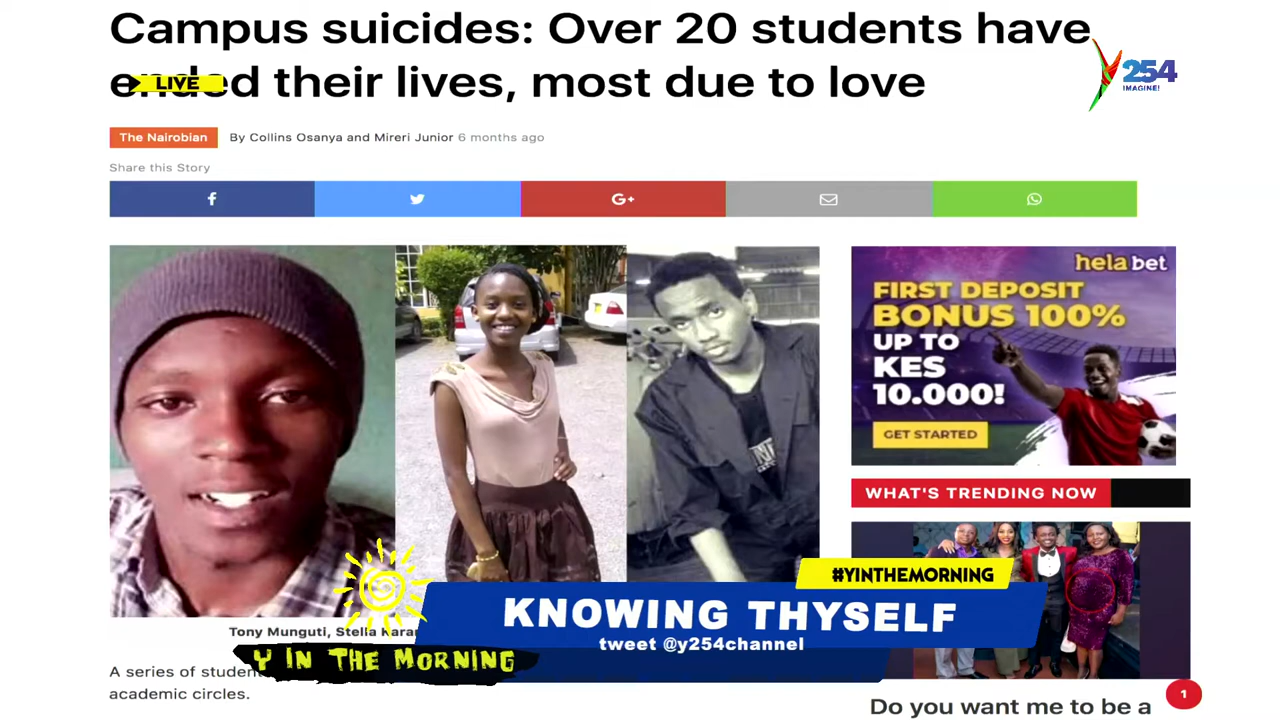 Campus suicides: Over 20 students have
ended their lives, most due to love
LIVE
Y254
IMAGINE!
The Nairobian
By Collins Osanya and Mireri Junior 6 months ago
Share this Story
G+
helabet
FIRST DEPOSIT
BONUS 100%
UP TO
KES
10.000!
GET STARTED
WHAT'S TRENDING NOW
#YINTHEMORNING
KNOWING THYSELF
tweet @y254channel
Tony Munguti, Stella
Y IN THE MORNING
A series of student
academic circles.
Do you want me to be a
1